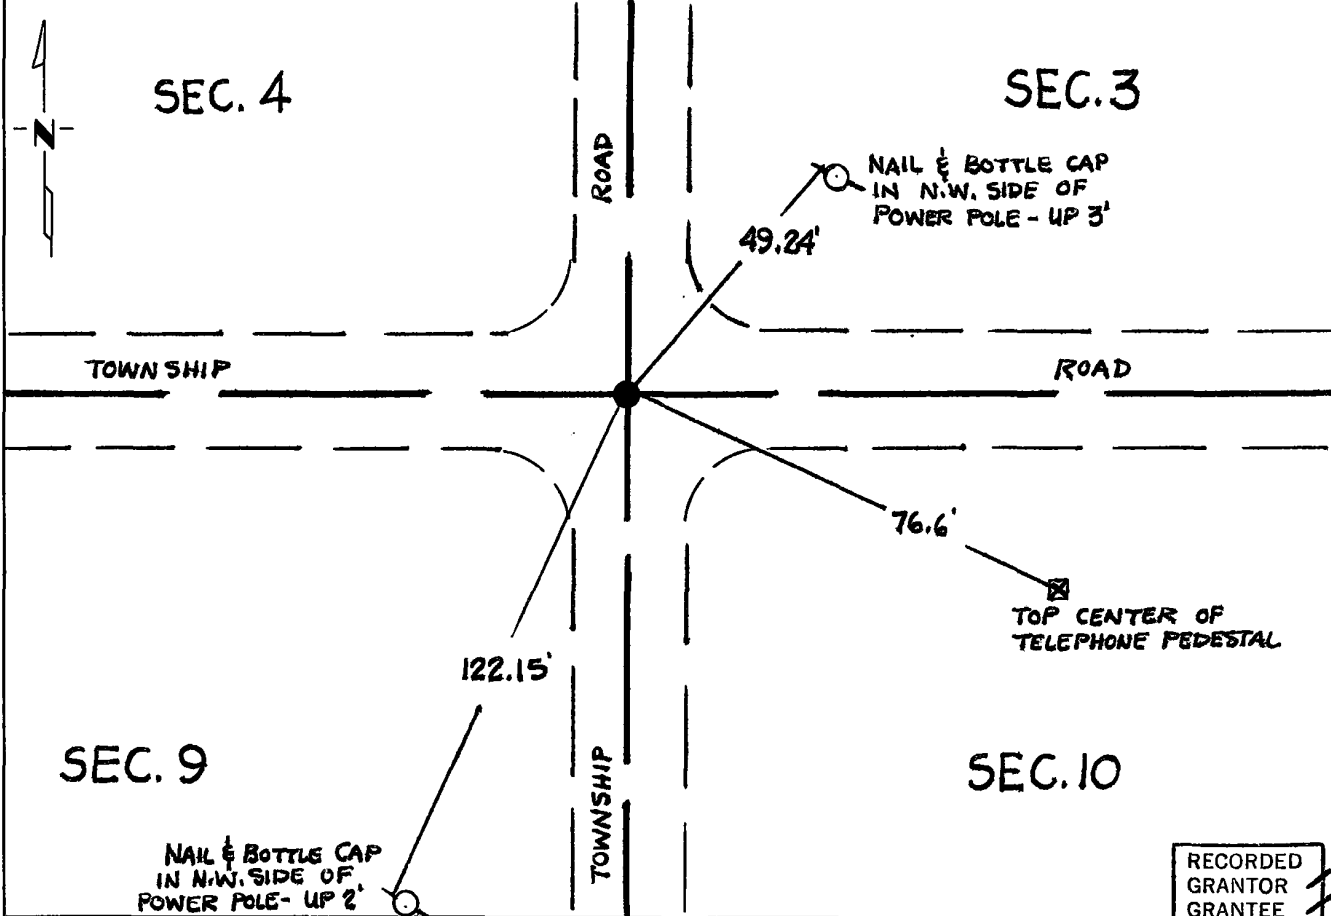 SEC. 4
SEC. 3
N
ROAD
NAIL & BOTTLE CAP
IN N.W. SIDE OF
POWER POLE - UP 3'
49.24'
TOWNSHIP
ROAD
76.6'
TOP CENTER OF
TELEPHONE PEDESTAL
122.15'
SEC. 9
SEC. 10
TOWNSHIP
NAIL & BOTTLE CAP
IN N.W. SIDE OF
POWER POLE - UP 2'
RECORDED
GRANTOR
GRANTEE